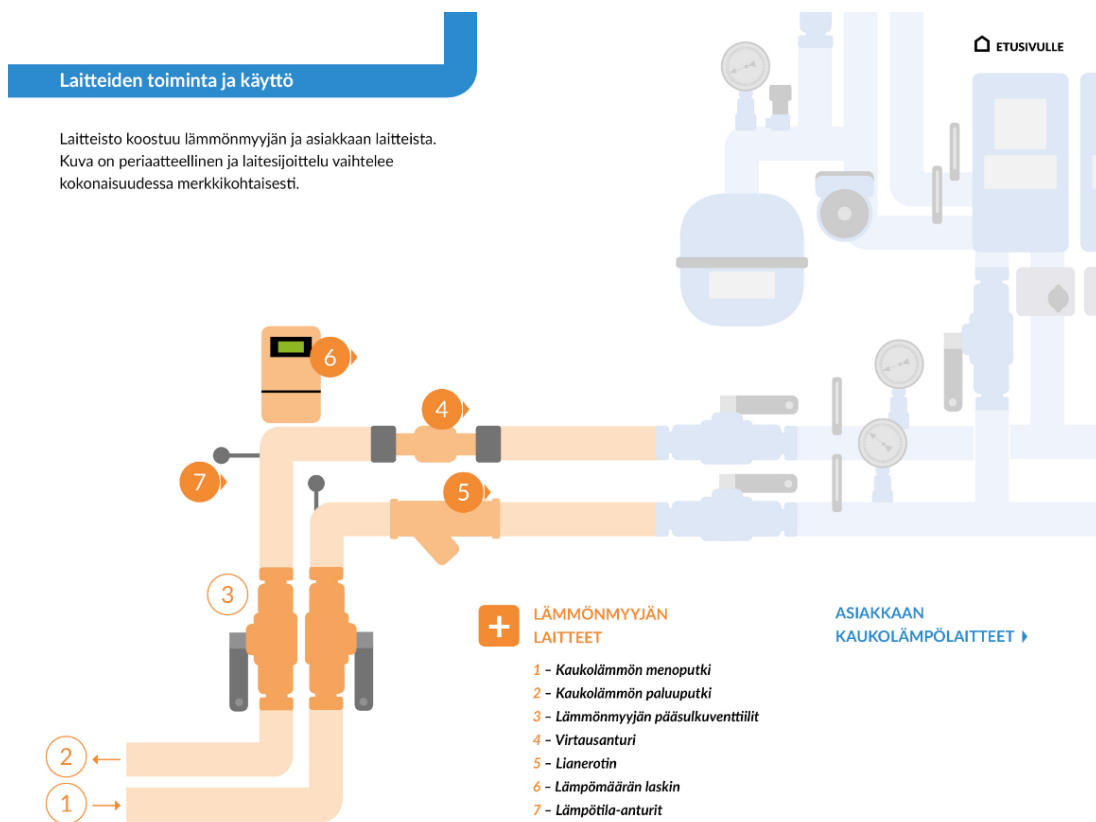 ETUSIVULLE
Laitteiden toiminta ja käyttö
Laitteisto koostuu lämmönmyyjän ja asiakkaan laitteista.
Kuva on periaatteellinen ja laitesijoittelu vaihtelee
kokonaisuudessa merkkikohtaisesti.
6
4
7
5
3
2
1
+
LÄMMÖNMYYJÄN
LAITTEET
1 – Kaukolämmön menoputki
2 – Kaukolämmön paluuputki
3 – Lämmönmyyjän pääsulkuventtiilit
4 – Virtausanturi
5 – Lianerotin
6 – Lämpömäärän laskin
7 – Lämpötila-anturit
ASIAKKAAN
KAUKOLÄMPÖLAITTEET